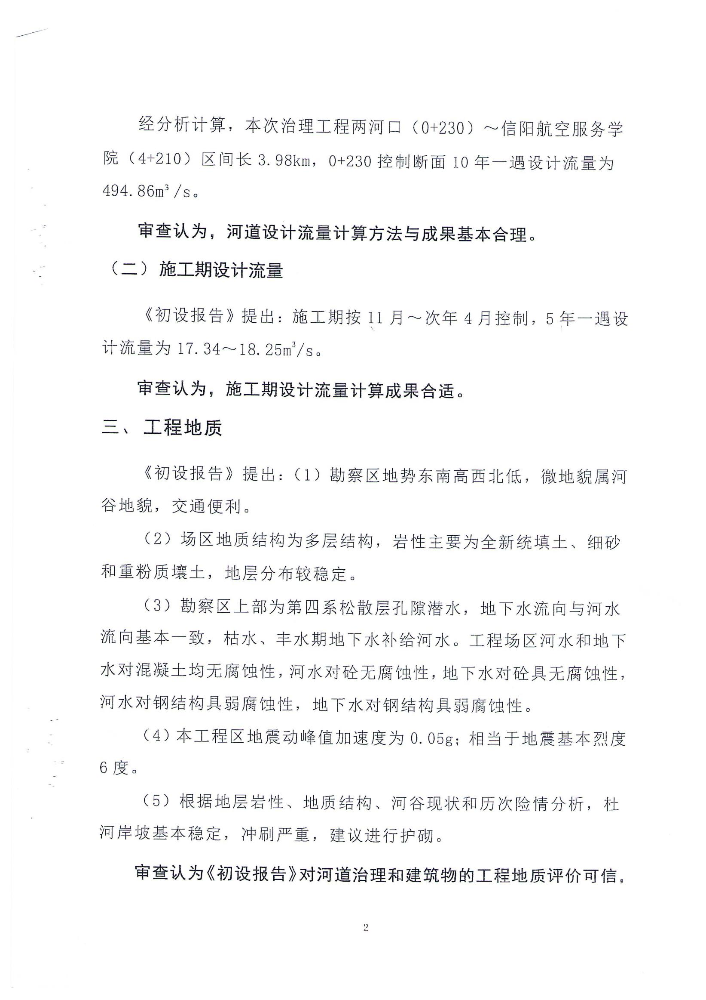 经分析计算，本次治理工程两河口（0+230）～信阳航空服务学
院（4+210）区间长 3.98km，0+230 控制断面 10 年一遇设计流量为
494.86m³/s。
审查认为，河道设计流量计算方法与成果基本合理。
（二）施工期设计流量
《初设报告》提出：施工期按 11 月～次年 4 月控制，5 年一遇设
计流量为 17.34～18.25m³/s。
审查认为，施工期设计流量计算成果合适。
三、工程地质
《初设报告》提出：（1）勘察区地势东南高西北低，微地貌属河
谷地貌，交通便利。
（2）场区地质结构为多层结构，岩性主要为全新统填土、细砂
和重粉质壤土，地层分布较稳定。
（3）勘察区上部为第四系松散层孔隙潜水，地下水流向与河水
流向基本一致，枯水、丰水期地下水补给河水。工程场区河水和地下
水对混凝土均无腐蚀性，河水对砼无腐蚀性，地下水对砼具无腐蚀性，
河水对钢结构具弱腐蚀性，地下水对钢结构具弱腐蚀性。
（4）本工程区地震动峰值加速度为 0.05g；相当于地震基本烈度
6 度。
（5）根据地层岩性、地质结构、河谷现状和历次险情分析，杜
河岸坡基本稳定，冲刷严重，建议进行护砌。
审查认为《初设报告》对河道治理和建筑物的工程地质评价可信，
2